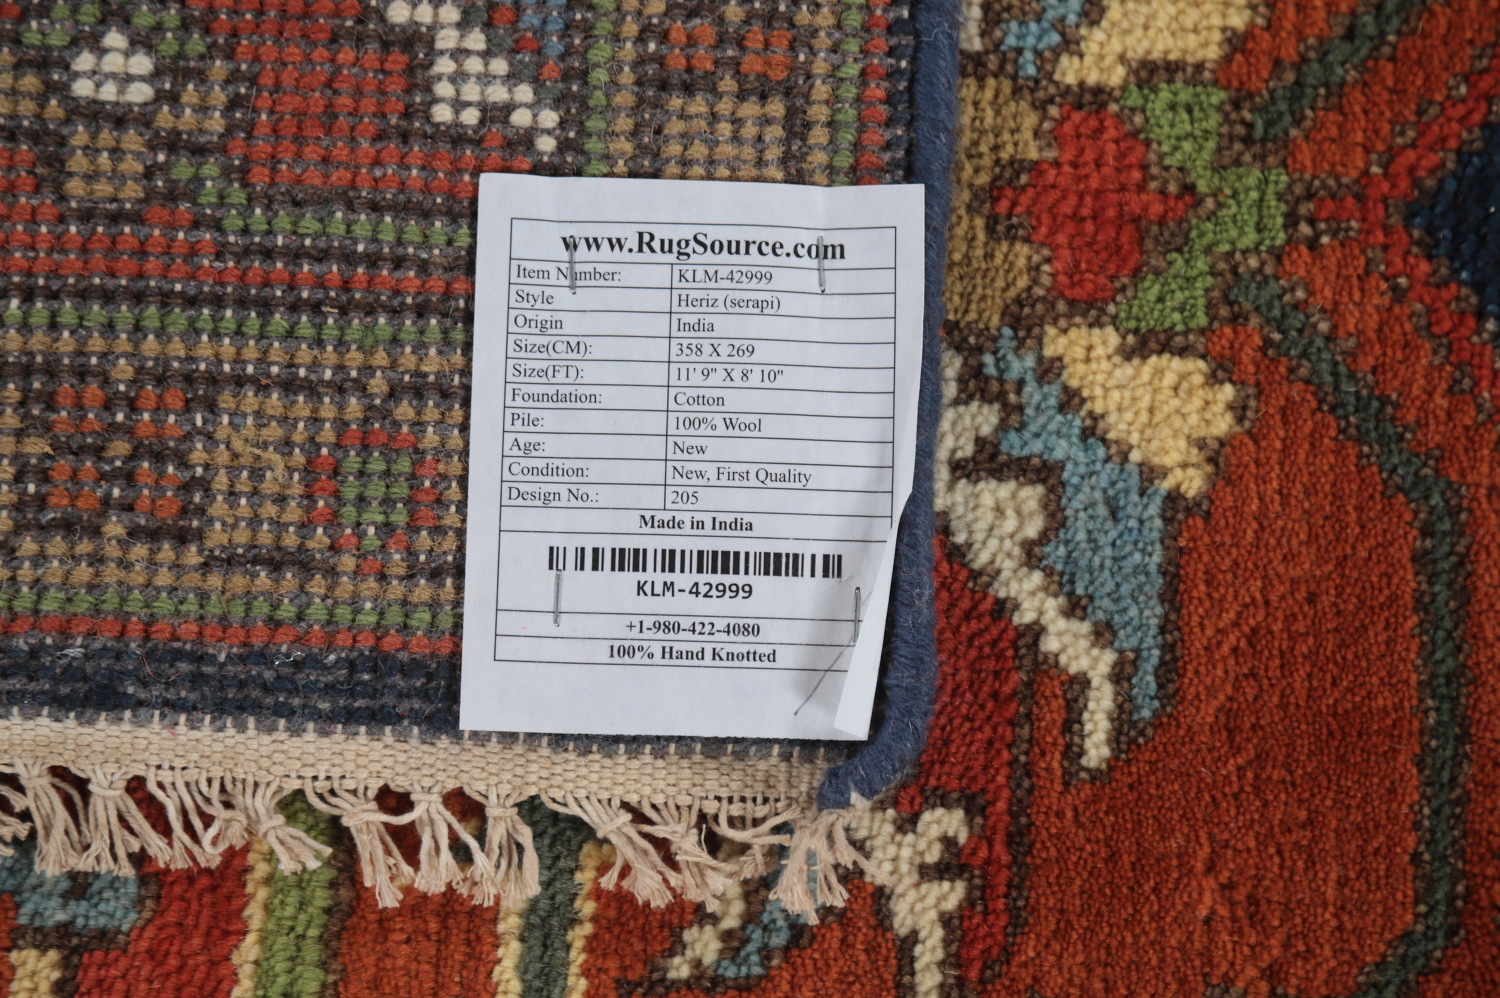 www.RugSource.com
Item Number: KLM-42999
Style Heriz (serapi)
Origin India
Size(CM): 358 X 269
Size(FT): 11' 9" X 8' 10"
Foundation: Cotton
Pile: 100% Wool
Age: New
Condition: New, First Quality
Design No.: 205
Made in India
KLM-42999
+1-980-422-4080
100% Hand Knotted